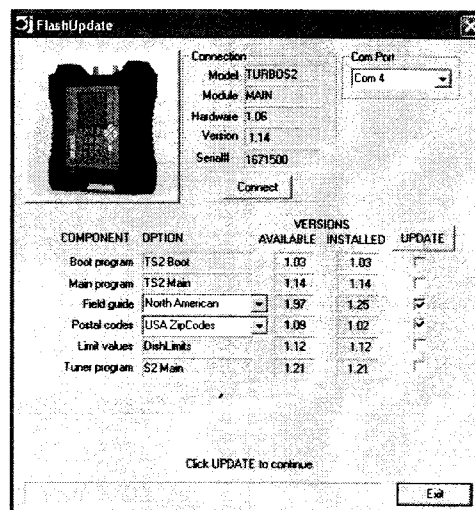 FlashUpdate
Connection
Model TURBOS2
Module MAIN
Hardware 1.06
Version 1.14
Serial# 1671500
Connect
Com Port
Com 4
VERSIONS
COMPONENT OPTION AVAILABLE INSTALLED UPDATE
Boot program TS2 Boot 1.03 1.03
Main program TS2 Main 1.14 1.14
Field guide North American 1.97 1.25
Postal codes USA ZipCodes 1.09 1.02
Limit values DishLimits 1.12 1.12
Tuner program S2 Main 1.21 1.21
Click UPDATE to continue
Exit